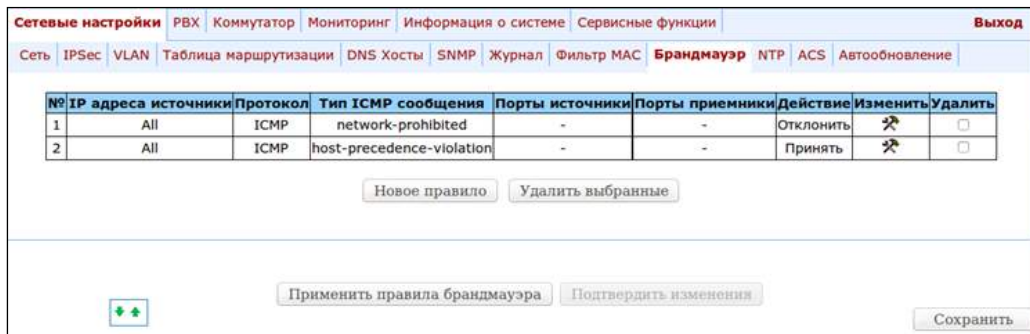 Сетевые настройки PBX Коммутатор Мониторинг Информация о системе Сервисные функции Выход
Сеть IPSec VLAN Таблица маршрутизации DNS Хосты SNMP Журнал Фильтр MAC Брандмауэр NTP ACS Автообновление
№ IP адреса источники Протокол Тип ICMP сообщения Порты источники Порты приемники Действие Изменить Удалить
1 All ICMP network-prohibited - - Отклонить
2 All ICMP host-precedence-violation - - Принять
Новое правило Удалить выбранные
Применить правила брандмауэра Подтвердить изменения
Сохранить